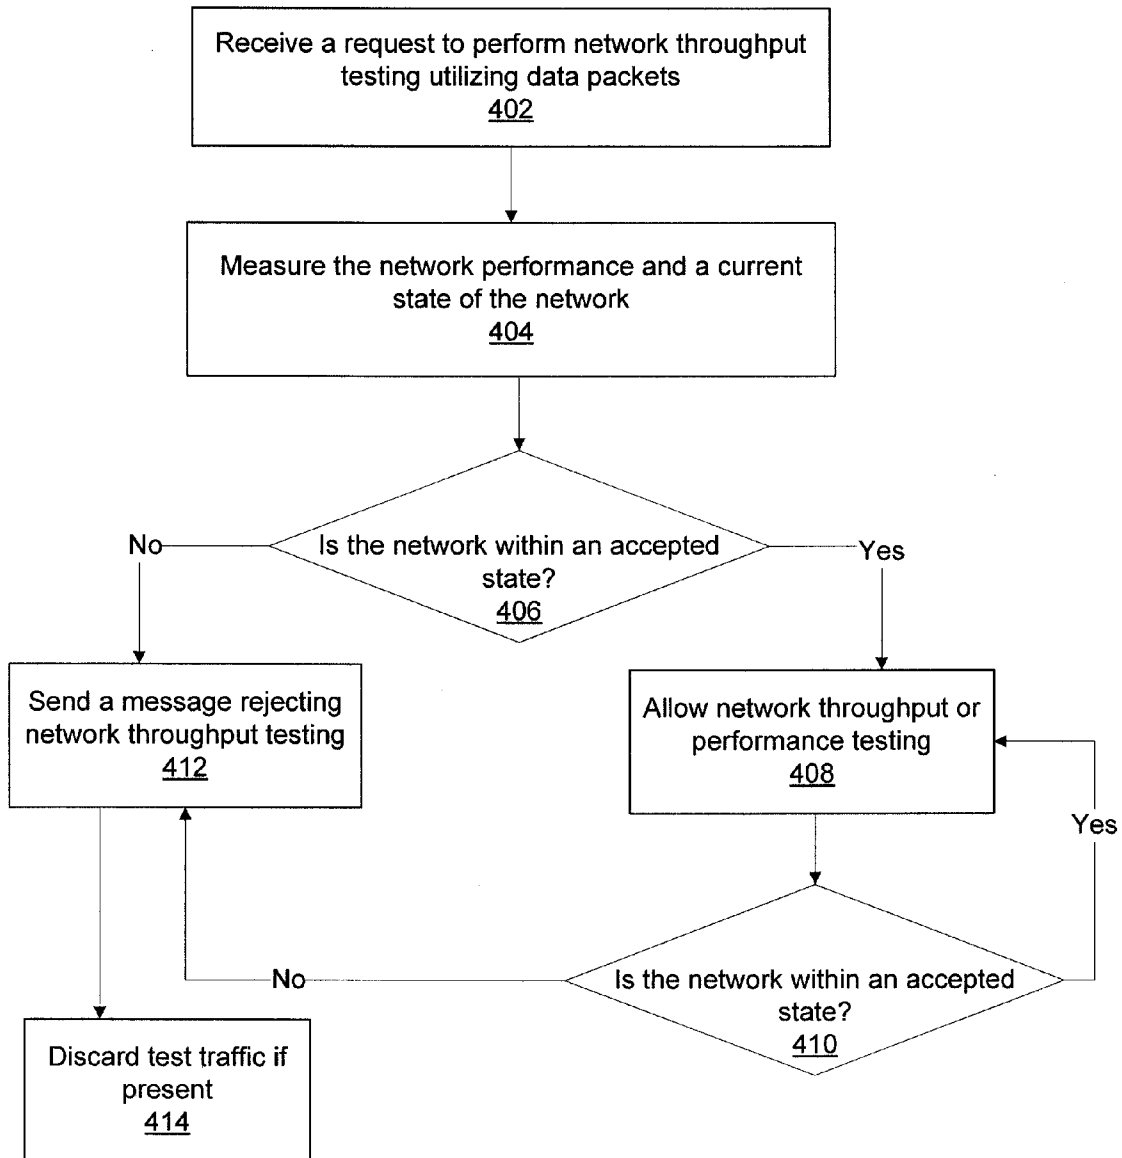 Receive a request to perform network throughput
testing utilizing data packets
402
Measure the network performance and a current
state of the network
404
Is the network within an accepted
state?
406
No
Yes
Send a message rejecting
network throughput testing
412
Allow network throughput or
performance testing
408
Yes
No
Is the network within an accepted
state?
410
Discard test traffic if
present
414